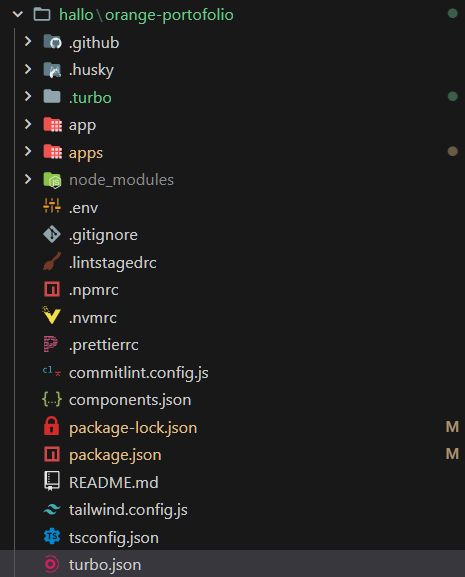 hallo\orange-portofolio
.github
.husky
.turbo
app
apps
node_modules
.env
.gitignore
.lintstagedrc
.npmrc
.nvmrc
.prettierrc
commitlint.config.js
components.json
package-lock.json M
package.json M
README.md
tailwind.config.js
tsconfig.json
turbo.json